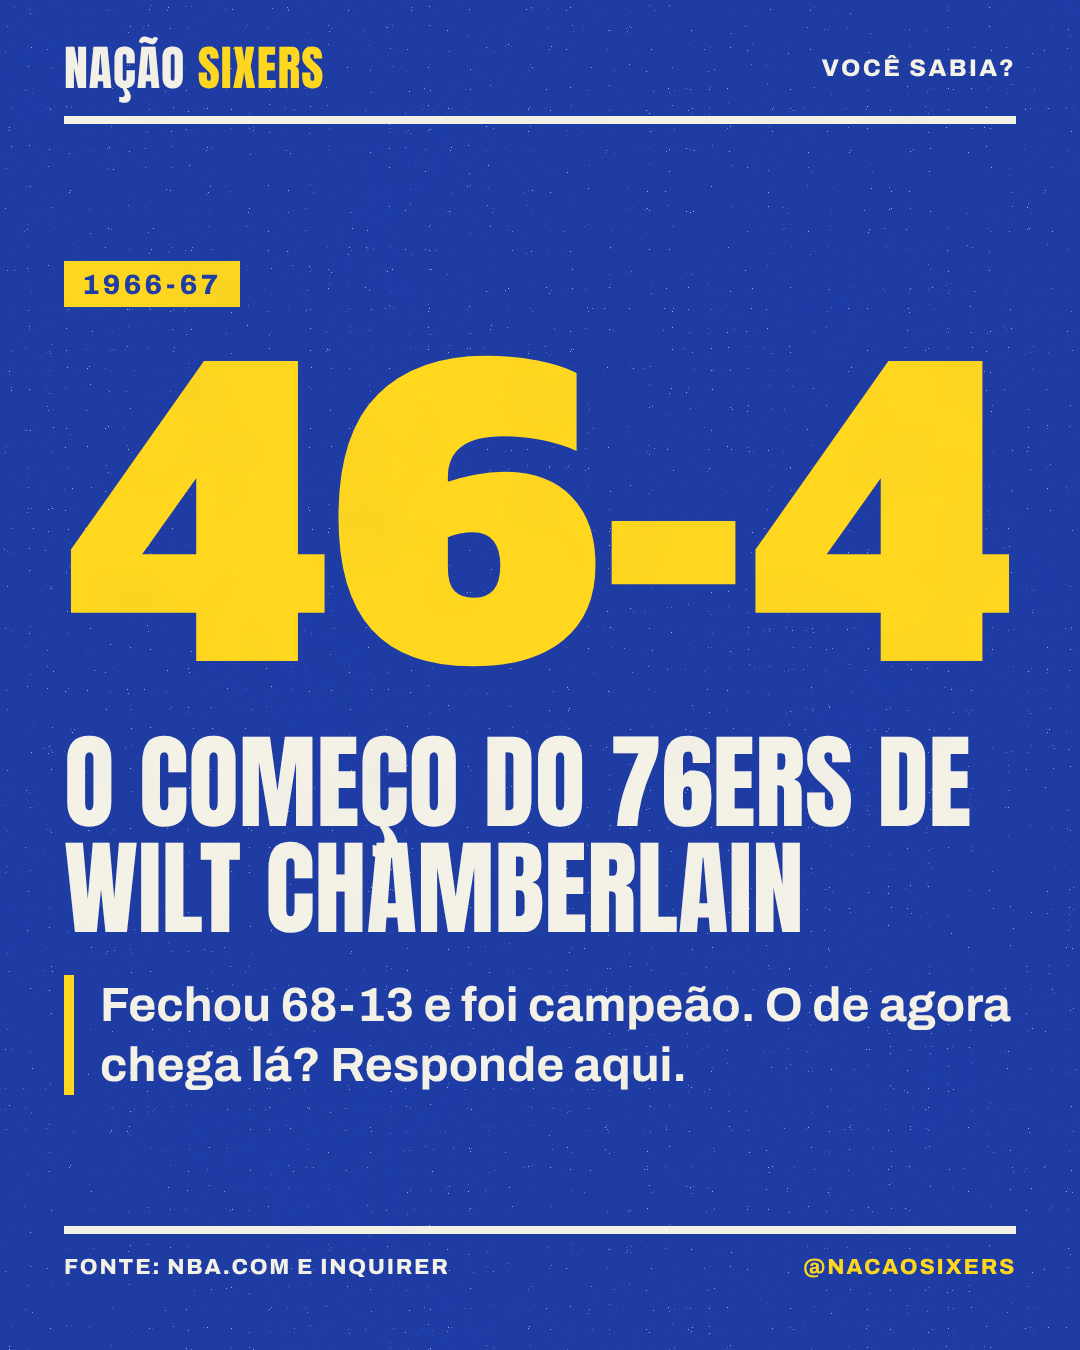 NAÇÃO SIXERS
VOCÊ SABIA?
1966-67
46-4
O COMEÇO DO 76ERS DE
WILT CHAMBERLAIN
Fechou 68-13 e foi campeão. O de agora
chega lá? Responde aqui.
FONTE: NBA.COM E INQUIRER
@NACAOSIXERS